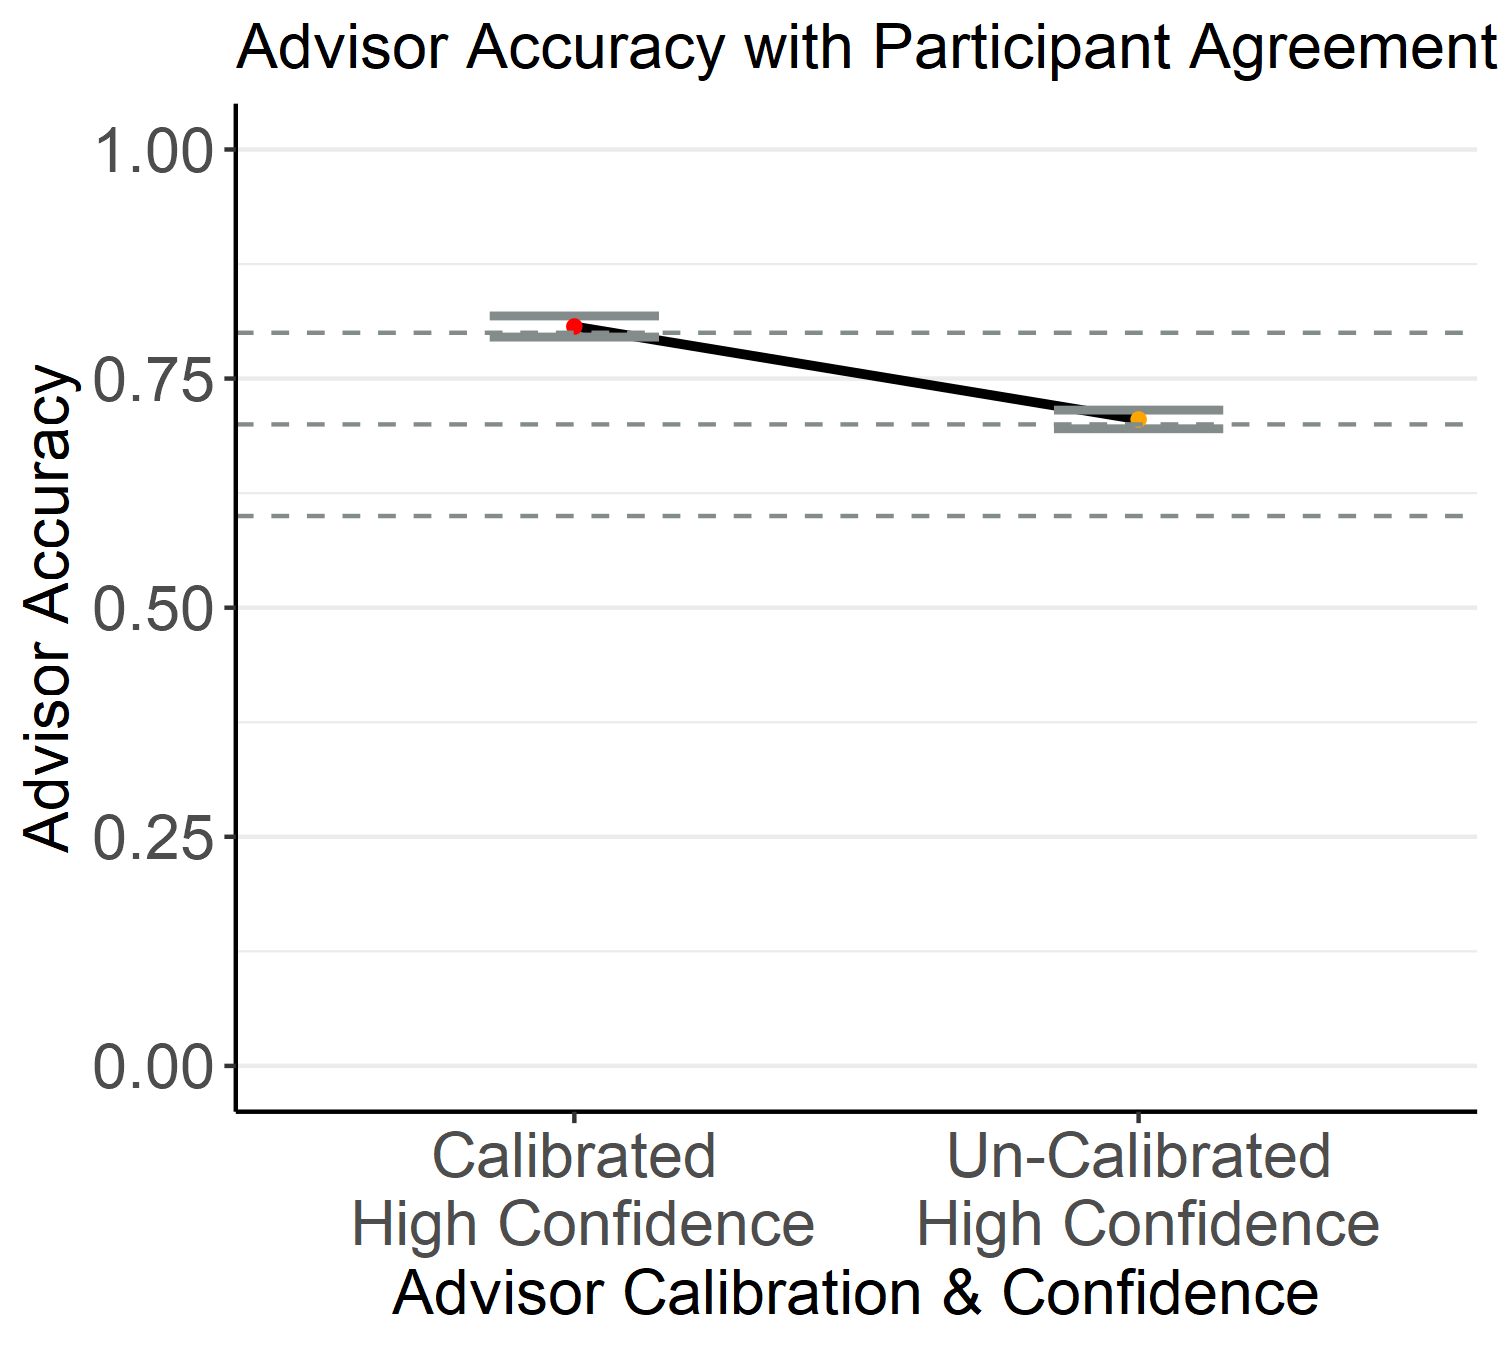 Advisor Accuracy with Participant Agreement
1.00
0.75
0.50
0.25
0.00
Advisor Accuracy
Calibrated
High Confidence
Un-Calibrated
High Confidence
Advisor Calibration & Confidence